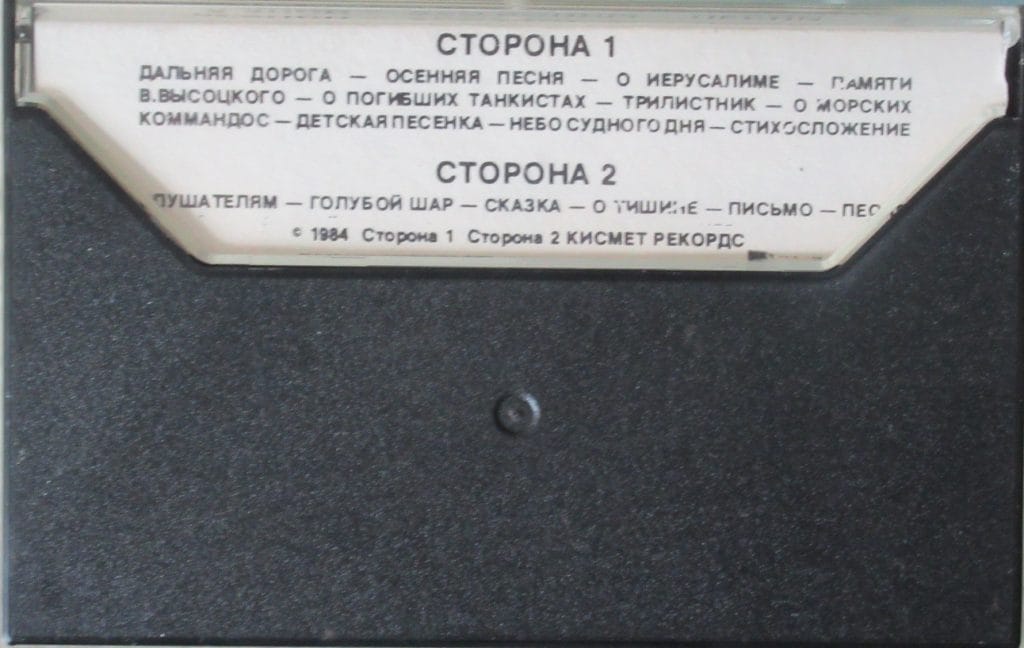 СТОРОНА 1
ДАЛЬНЯЯ ДОРОГА — ОСЕННЯЯ ПЕСНЯ — О ИЕРУСАЛИМЕ — ПАМЯТИ
В.ВЫСОЦКОГО — О ПОГИБШИХ ТАНКИСТАХ — ТРИЛИСТНИК — О МОРСКИХ
КОММАНДОС — ДЕТСКАЯ ПЕСЕНКА — НЕБО СУДНОГО ДНЯ — СТИХОСЛОЖЕНИЕ
СТОРОНА 2
— ГОЛУБОЙ ШАР — СКАЗКА — О ТИШИНЕ — ПИСЬМО —
© 1984 Сторона 1 Сторона 2 КИСМЕТ РЕКОРДС